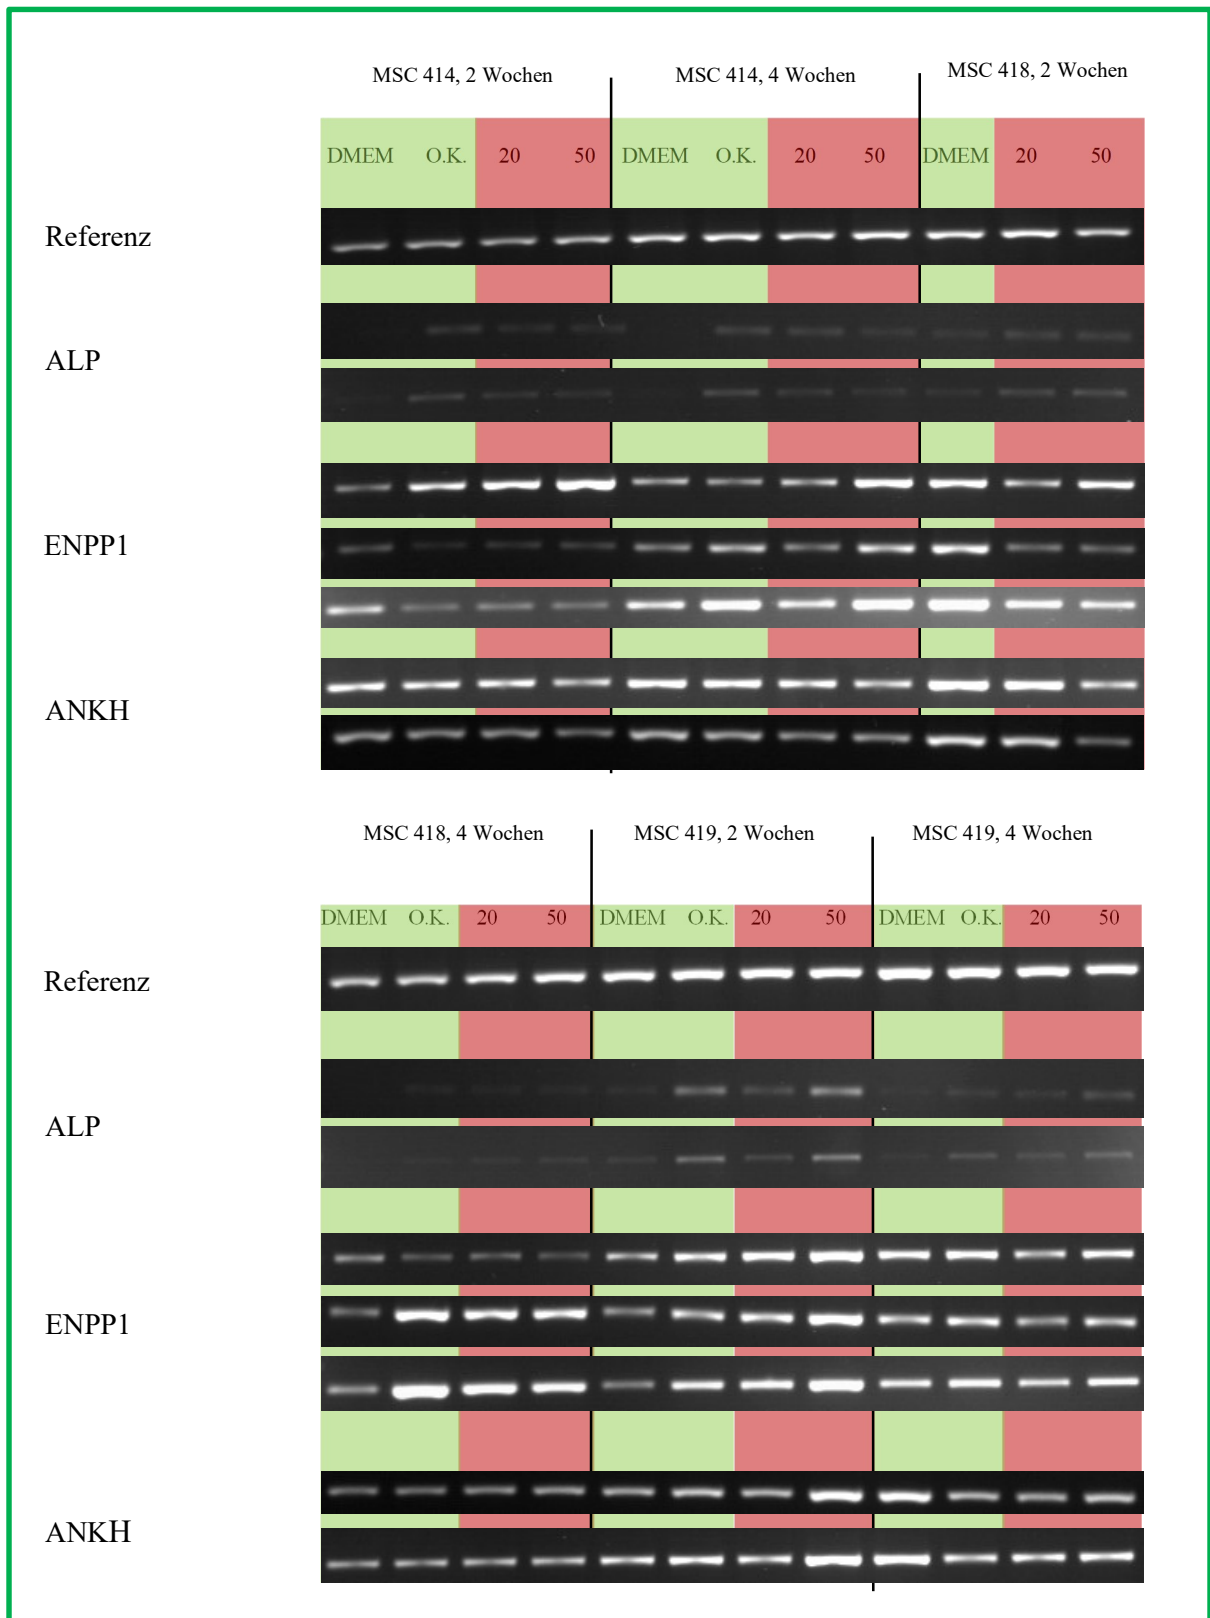 MSC 414, 2 Wochen MSC 414, 4 Wochen MSC 418, 2 Wochen
DMEM O.K. 20 50 DMEM O.K. 20 50 DMEM 20 50
Referenz
ALP
ENPP1
ANKH
MSC 418, 4 Wochen MSC 419, 2 Wochen MSC 419, 4 Wochen
DMEM O.K. 20 50 DMEM O.K. 20 50 DMEM O.K. 20 50
Referenz
ALP
ENPP1
ANKH